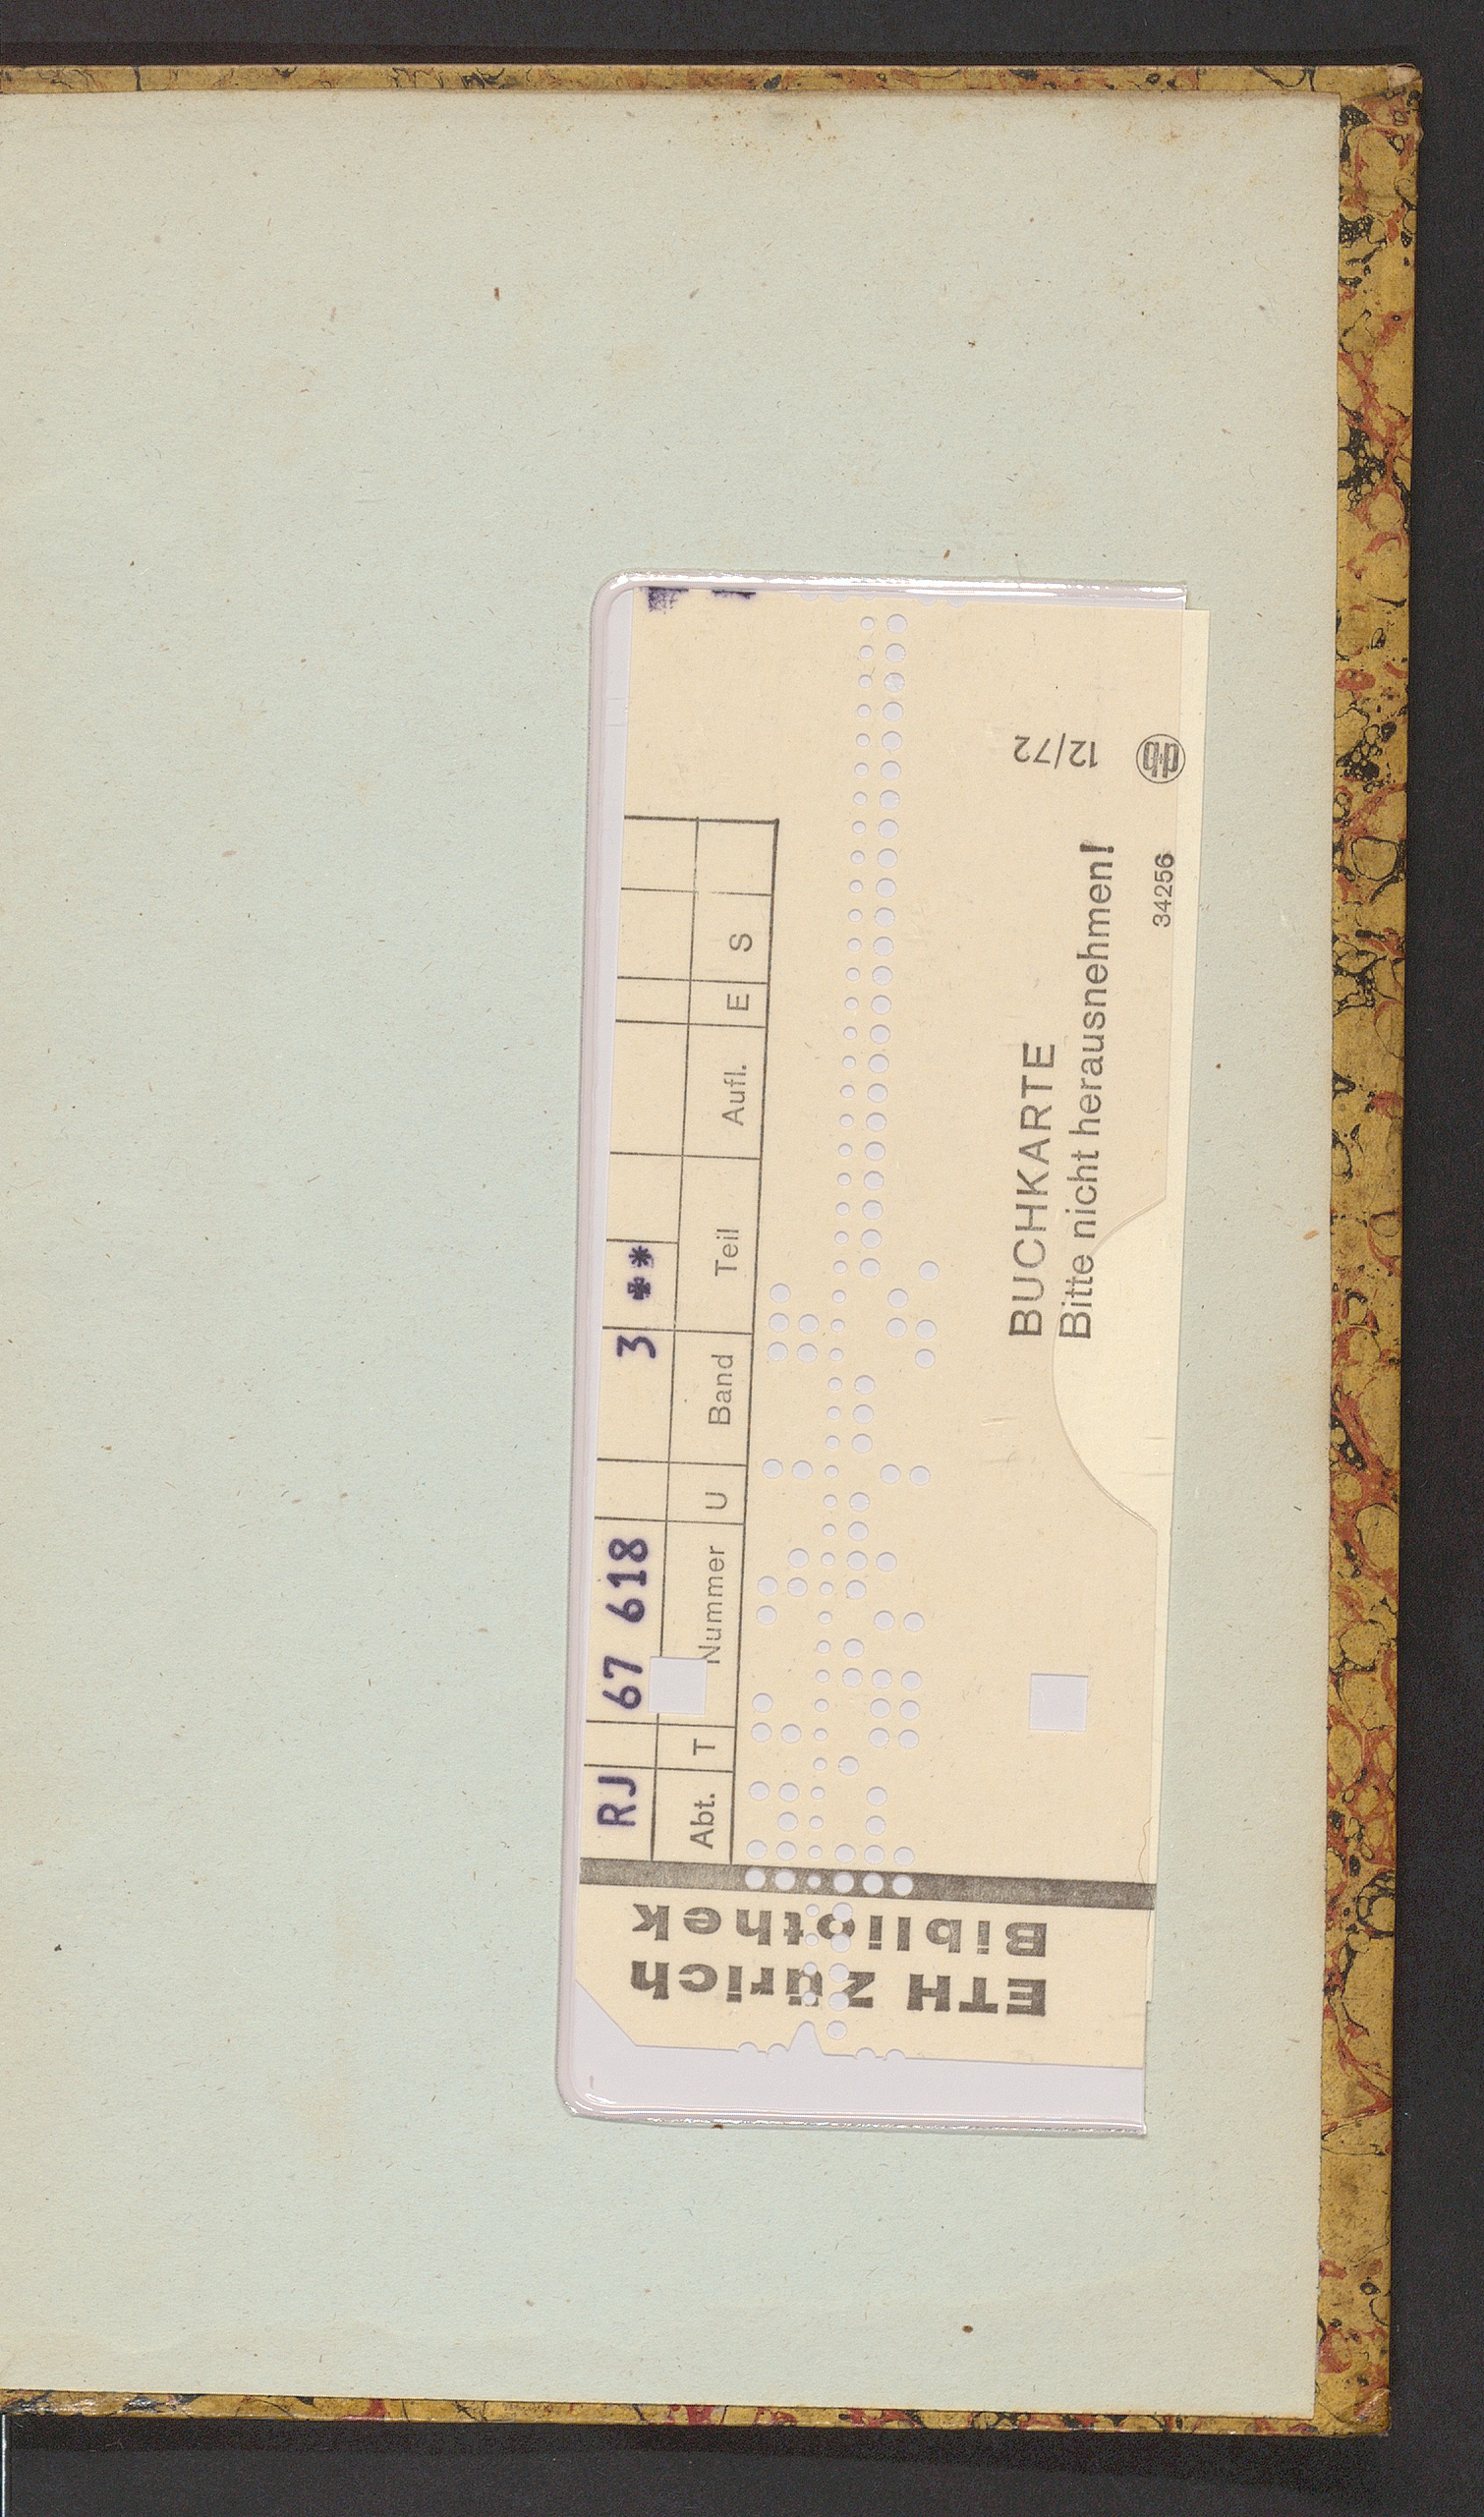 RJ 67 618 3 **
Abt. T Nummer U Band Teil Aufl. E S
BUCHKARTE
Bitte nicht herausnehmen!
34256
12/72
ETH Zürich
Bibliothek